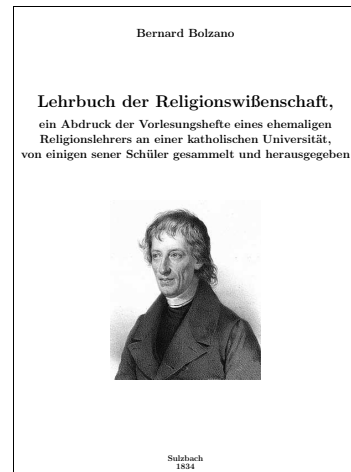 Bernard Bolzano
Lehrbuch der Religionswißenschaft,
ein Abdruck der Vorlesungshefte eines ehemaligen
Religionslehrers an einer katholischen Universität,
von einigen sener Schüler gesammelt und herausgegeben
Sulzbach
1834